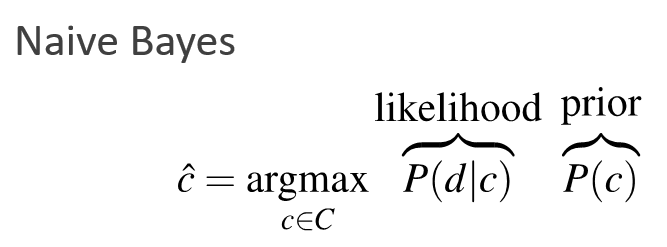 Naive Bayes
likelihood prior
ĉ = argmax P(d|c) P(c)
c∈C